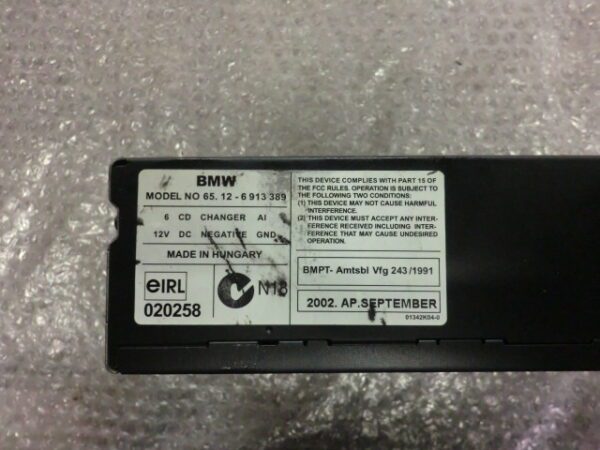 BMW
MODEL NO 65. 12 - 6 913 389
6 CD CHANGER AI
12V DC NEGATIVE GND
MADE IN HUNGARY
eIRL
020258
N18
THIS DEVICE COMPLIES WITH PART 15 OF
THE FCC RULES. OPERATION IS SUBJECT TO
THE FOLLOWING TWO CONDITIONS:
(1) THIS DEVICE MAY NOT CAUSE HARMFUL
INTERFERENCE.
(2) THIS DEVICE MUST ACCEPT ANY INTER-
FERENCE RECEIVED INCLUDING INTER-
FERENCE THAT MAY CAUSE UNDESIRED
OPERATION.
BMPT- Amtsbl Vfg 243 /1991
2002. AP.SEPTEMBER
01342K04-0